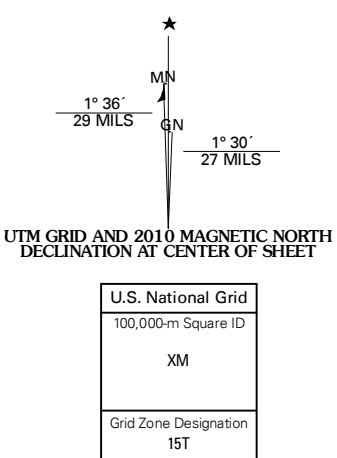 MN
1° 36´
29 MILS
GN
1° 30´
27 MILS
UTM GRID AND 2010 MAGNETIC NORTH
DECLINATION AT CENTER OF SHEET
U.S. National Grid
100,000-m Square ID
XM
Grid Zone Designation
15T